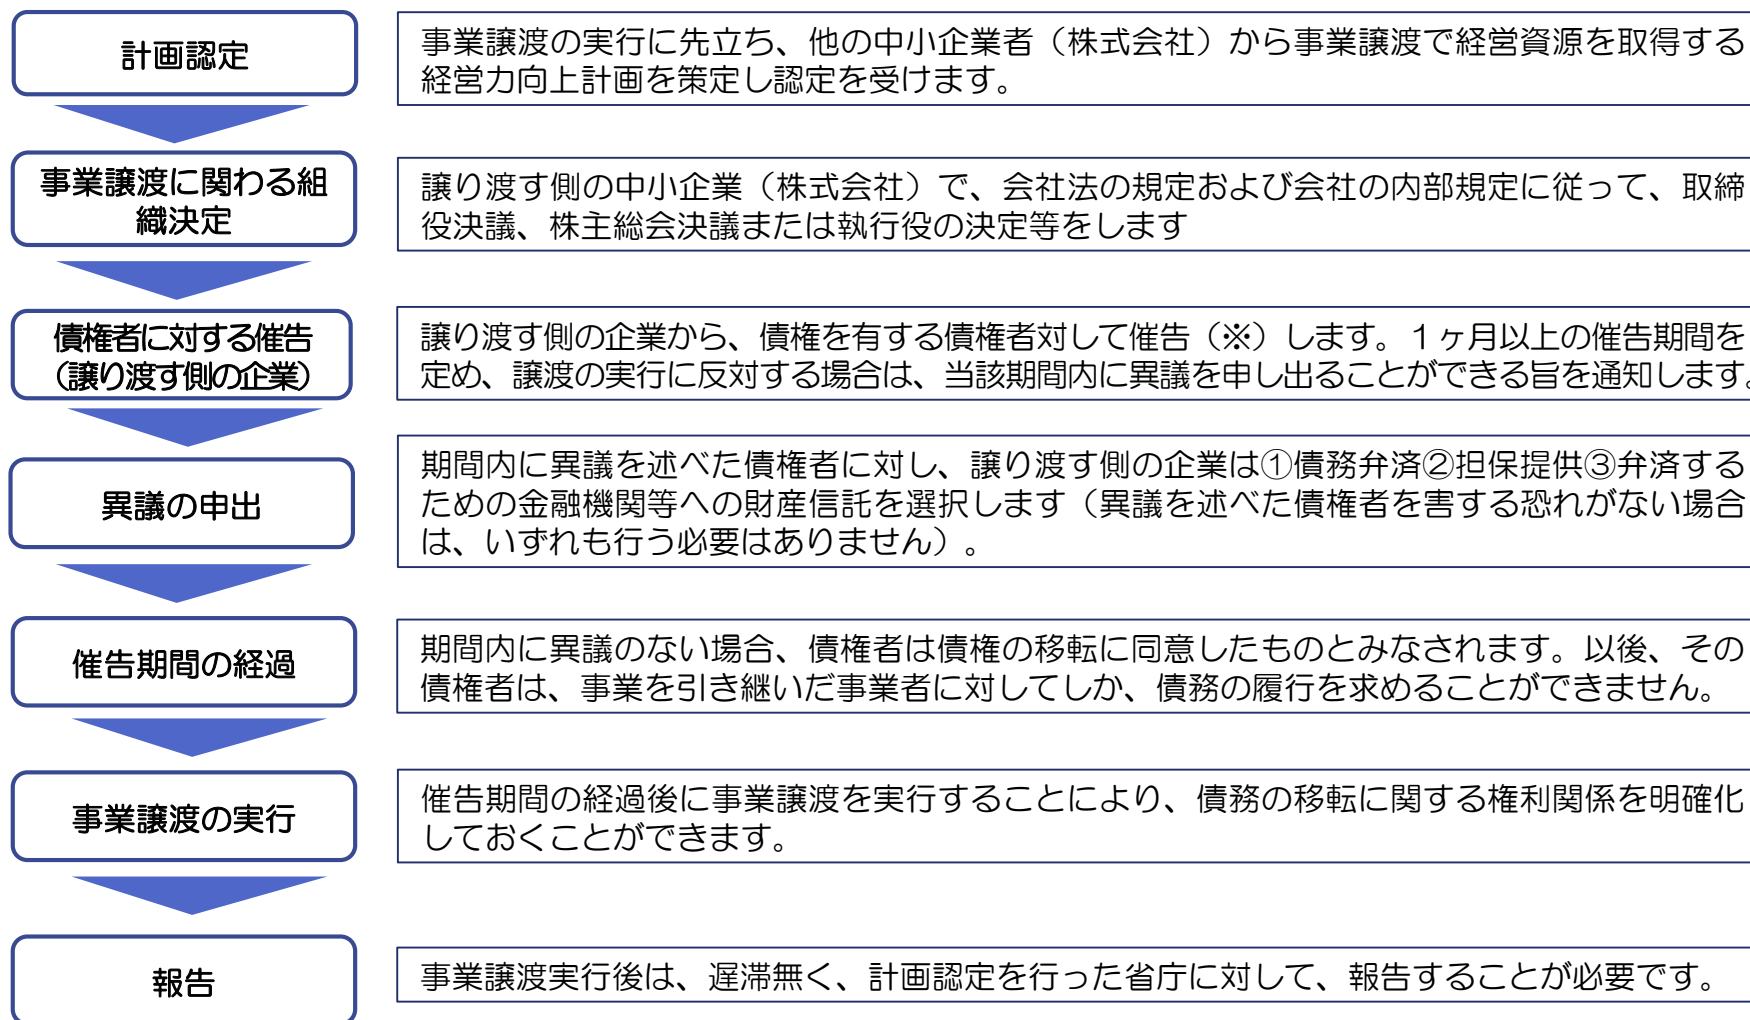 計画認定
事業譲渡の実行に先立ち、他の中小企業者（株式会社）から事業譲渡で経営資源を取得する
経営力向上計画を策定し認定を受けます。
事業譲渡に関わる組
織決定
譲り渡す側の中小企業（株式会社）で、会社法の規定および会社の内部規定に従って、取締
役決議、株主総会決議または執行役の決定等をします
債権者に対する催告
（譲り渡す側の企業）
譲り渡す側の企業から、債権を有する債権者対して催告（※）します。１ヶ月以上の催告期間を
定め、譲渡の実行に反対する場合は、当該期間内に異議を申し出ることができる旨を通知します。
異議の申出
期間内に異議を述べた債権者に対し、譲り渡す側の企業は①債務弁済②担保提供③弁済する
ための金融機関等への財産信託を選択します（異議を述べた債権者を害する恐れがない場合
は、いずれも行う必要はありません）。
催告期間の経過
期間内に異議のない場合、債権者は債権の移転に同意したものとみなされます。以後、その
債権者は、事業を引き継いだ事業者に対してしか、債務の履行を求めることができません。
事業譲渡の実行
催告期間の経過後に事業譲渡を実行することにより、債務の移転に関する権利関係を明確化
しておくことができます。
報告
事業譲渡実行後は、遅滞無く、計画認定を行った省庁に対して、報告することが必要です。